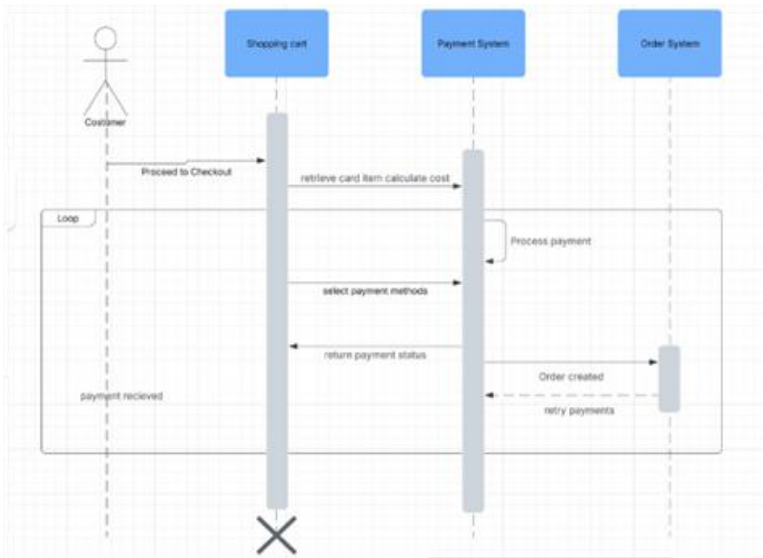 Shopping cart
Payment System
Order System
Costumer
Proceed to Checkout
retrieve card item calculate cost
Loop
Process payment
select payment methods
return payment status
Order created
payment recieved
retry payments